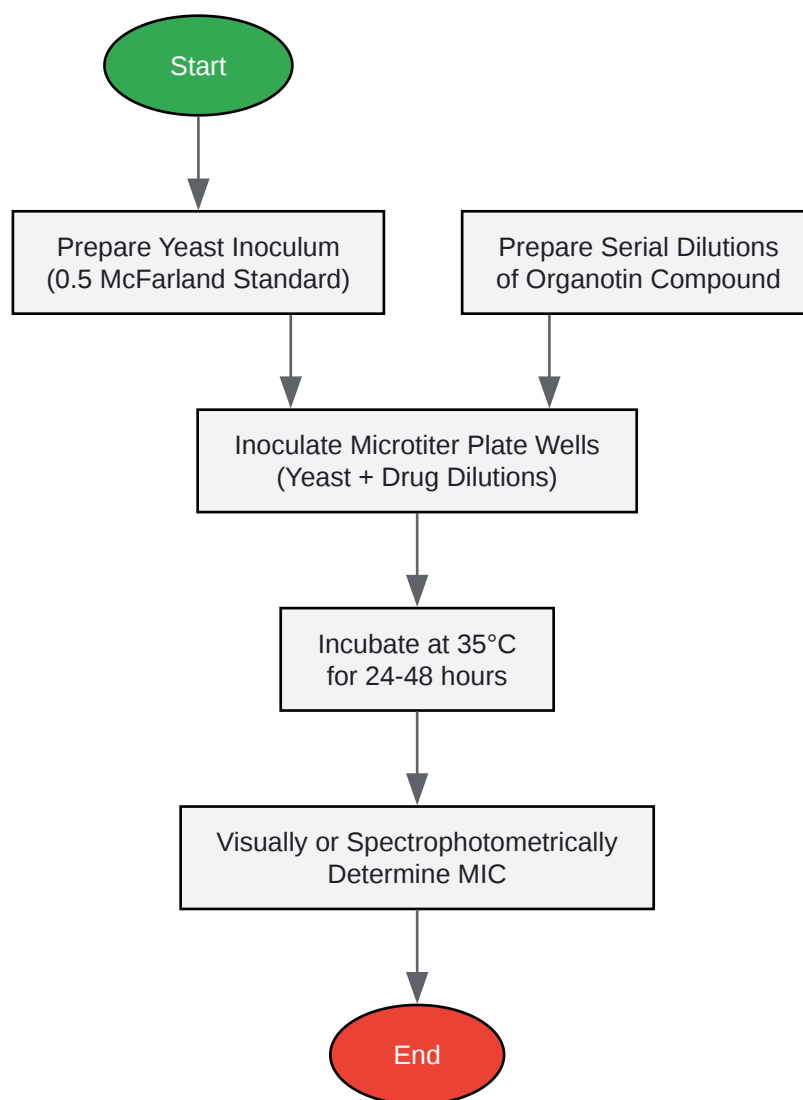 Start
Prepare Yeast Inoculum
(0.5 McFarland Standard)
Prepare Serial Dilutions
of Organotin Compound
Inoculate Microtiter Plate Wells
(Yeast + Drug Dilutions)
Incubate at 35°C
for 24-48 hours
Visually or Spectrophotometrically
Determine MIC
End